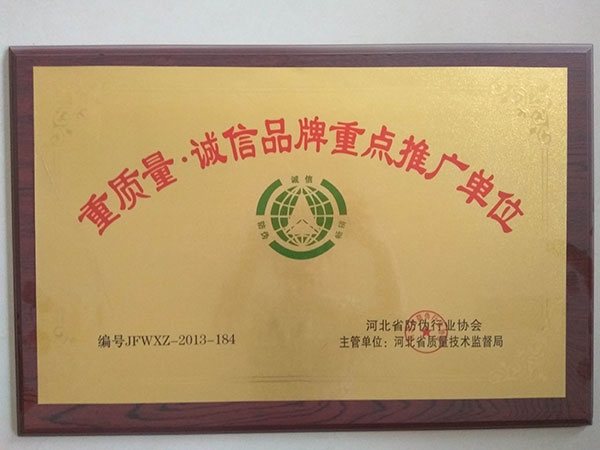 重质量·诚信品牌重点推广单位
诚信
编号JFWXZ-2013-184
河北省防伪行业协会
主管单位：河北省质量技术监督局